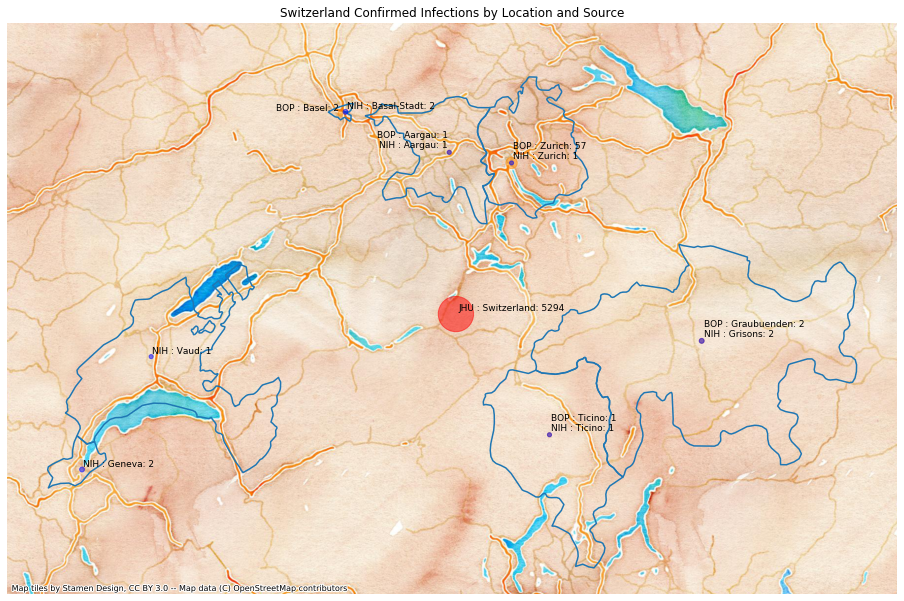 Switzerland Confirmed Infections by Location and Source
BOP : Basel: 2
NIH : Basel-Stadt: 2
BOP : Aargau: 1
NIH : Aargau: 1
BOP : Zurich: 57
NIH : Zurich: 1
JHU : Switzerland: 5294
BOP : Graubuenden: 2
NIH : Grisons: 2
NIH : Vaud: 1
BOP : Ticino: 1
NIH : Ticino: 1
NIH : Geneva: 2
Map tiles by Stamen Design, CC BY 3.0 -- Map data (C) OpenStreetMap contributors